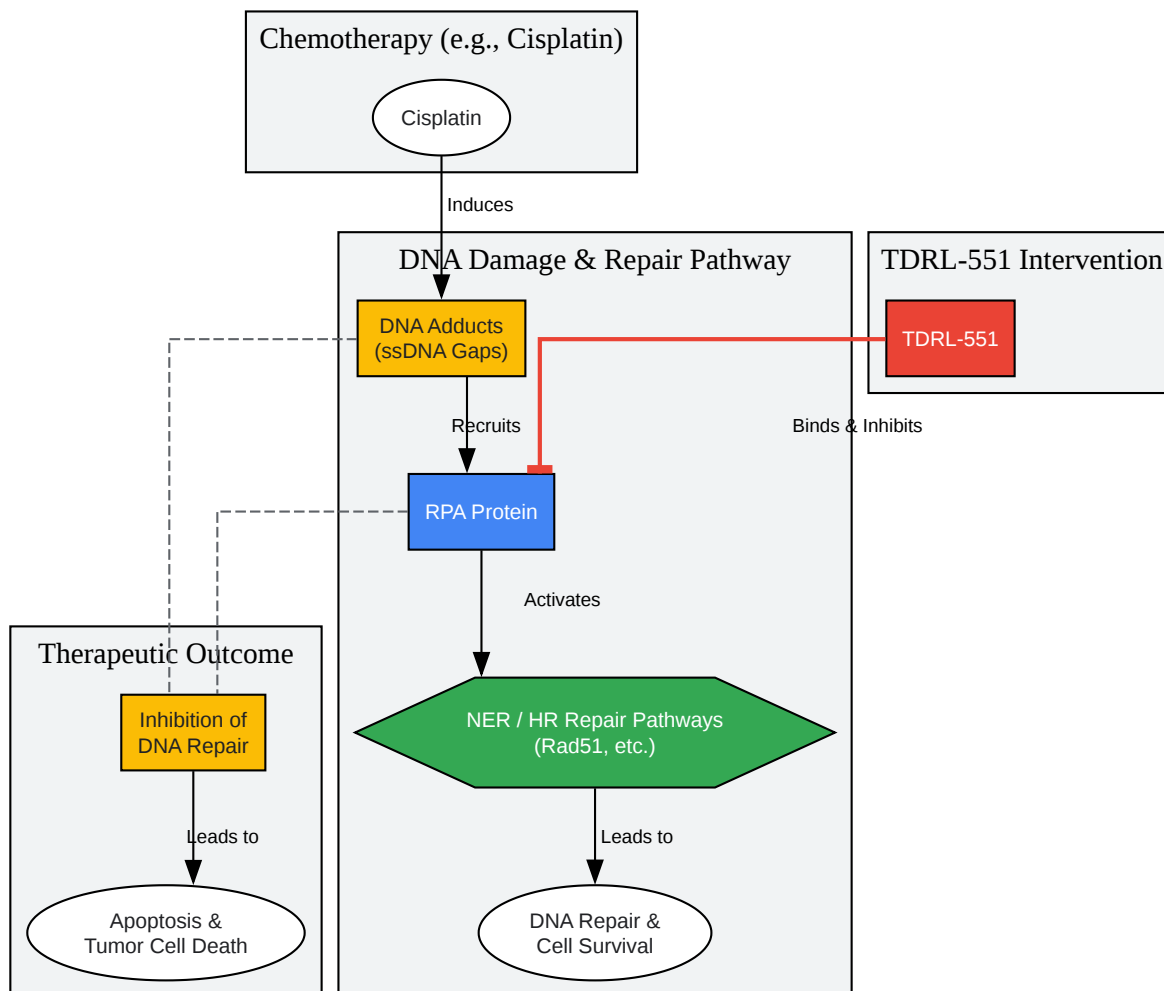 Chemotherapy (e.g., Cisplatin)
Cisplatin
Induces
DNA Damage & Repair Pathway
TDRL-551 Intervention
DNA Adducts
(ssDNA Gaps)
TDRL-551
Recruits
Binds & Inhibits
RPA Protein
Activates
Therapeutic Outcome
Inhibition of
DNA Repair
NER / HR Repair Pathways
(Rad51, etc.)
Leads to
Leads to
Apoptosis &
Tumor Cell Death
DNA Repair &
Cell Survival